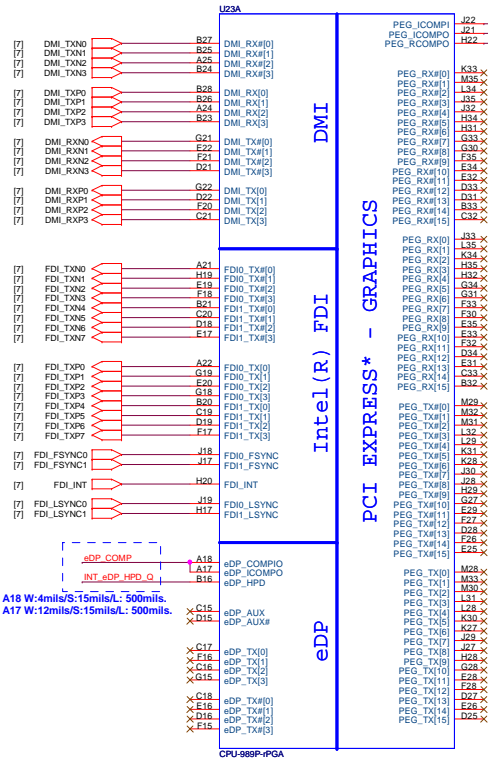 U23A
[7] DMI_TXN0 B27 DMI_RX#[0]
[7] DMI_TXN1 B25 DMI_RX#[1]
[7] DMI_TXN2 A25 DMI_RX#[2]
[7] DMI_TXN3 B24 DMI_RX#[3]
[7] DMI_TXP0 B28 DMI_RX[0]
[7] DMI_TXP1 B26 DMI_RX[1]
[7] DMI_TXP2 A24 DMI_RX[2]
[7] DMI_TXP3 B23 DMI_RX[3]
[7] DMI_RXN0 G21 DMI_TX#[0]
[7] DMI_RXN1 E22 DMI_TX#[1]
[7] DMI_RXN2 F21 DMI_TX#[2]
[7] DMI_RXN3 D21 DMI_TX#[3]
[7] DMI_RXP0 G22 DMI_TX[0]
[7] DMI_RXP1 D22 DMI_TX[1]
[7] DMI_RXP2 F20 DMI_TX[2]
[7] DMI_RXP3 C21 DMI_TX[3]
DMI
[7] FDI_TXN0 A21 FDI0_TX#[0]
[7] FDI_TXN1 H19 FDI0_TX#[1]
[7] FDI_TXN2 E19 FDI0_TX#[2]
[7] FDI_TXN3 F18 FDI0_TX#[3]
[7] FDI_TXN4 B21 FDI1_TX#[0]
[7] FDI_TXN5 C20 FDI1_TX#[1]
[7] FDI_TXN6 D18 FDI1_TX#[2]
[7] FDI_TXN7 E17 FDI1_TX#[3]
[7] FDI_TXP0 A22 FDI0_TX[0]
[7] FDI_TXP1 G19 FDI0_TX[1]
[7] FDI_TXP2 E20 FDI0_TX[2]
[7] FDI_TXP3 G18 FDI0_TX[3]
[7] FDI_TXP4 B20 FDI1_TX[0]
[7] FDI_TXP5 C19 FDI1_TX[1]
[7] FDI_TXP6 D19 FDI1_TX[2]
[7] FDI_TXP7 F17 FDI1_TX[3]
[7] FDI_FSYNC0 J18 FDI0_FSYNC
[7] FDI_FSYNC1 J17 FDI1_FSYNC
[7] FDI_INT H20 FDI_INT
[7] FDI_LSYNC0 J19 FDI0_LSYNC
[7] FDI_LSYNC1 H17 FDI1_LSYNC
Intel(R) FDI
eDP_COMP A18 eDP_COMPIO
A17 eDP_ICOMPO
INT_eDP_HPD_Q B16 eDP_HPD
A18 W:4mils/S:15mils/L: 500mils.
A17 W:12mils/S:15mils/L: 500mils.
C15 eDP_AUX
D15 eDP_AUX#
C17 eDP_TX[0]
F16 eDP_TX[1]
C16 eDP_TX[2]
G15 eDP_TX[3]
C18 eDP_TX#[0]
E16 eDP_TX#[1]
D16 eDP_TX#[2]
F15 eDP_TX#[3]
eDP
PCI EXPRESS* - GRAPHICS
PEG_ICOMPI J22
PEG_ICOMPO J21
PEG_RCOMPO H22
PEG_RX#[0] K33
PEG_RX#[1] M35
PEG_RX#[2] L34
PEG_RX#[3] J35
PEG_RX#[4] J32
PEG_RX#[5] H34
PEG_RX#[6] H31
PEG_RX#[7] G33
PEG_RX#[8] G30
PEG_RX#[9] F35
PEG_RX#[10] E34
PEG_RX#[11] E32
PEG_RX#[12] D33
PEG_RX#[13] D31
PEG_RX#[14] B33
PEG_RX#[15] C32
PEG_RX[0] J33
PEG_RX[1] L35
PEG_RX[2] K34
PEG_RX[3] H35
PEG_RX[4] H32
PEG_RX[5] G34
PEG_RX[6] G31
PEG_RX[7] F33
PEG_RX[8] F30
PEG_RX[9] E35
PEG_RX[10] E33
PEG_RX[11] F32
PEG_RX[12] D34
PEG_RX[13] E31
PEG_RX[14] C33
PEG_RX[15] B32
PEG_TX#[0] M29
PEG_TX#[1] M32
PEG_TX#[2] M31
PEG_TX#[3] L32
PEG_TX#[4] L29
PEG_TX#[5] K31
PEG_TX#[6] K28
PEG_TX#[7] J30
PEG_TX#[8] J28
PEG_TX#[9] H29
PEG_TX#[10] G27
PEG_TX#[11] E29
PEG_TX#[12] F27
PEG_TX#[13] D28
PEG_TX#[14] F26
PEG_TX#[15] E25
PEG_TX[0] M28
PEG_TX[1] M33
PEG_TX[2] M30
PEG_TX[3] L31
PEG_TX[4] L28
PEG_TX[5] K30
PEG_TX[6] K27
PEG_TX[7] J29
PEG_TX[8] J27
PEG_TX[9] H28
PEG_TX[10] G28
PEG_TX[11] E28
PEG_TX[12] F28
PEG_TX[13] D27
PEG_TX[14] E26
PEG_TX[15] D25
CPU-989P-rPGA